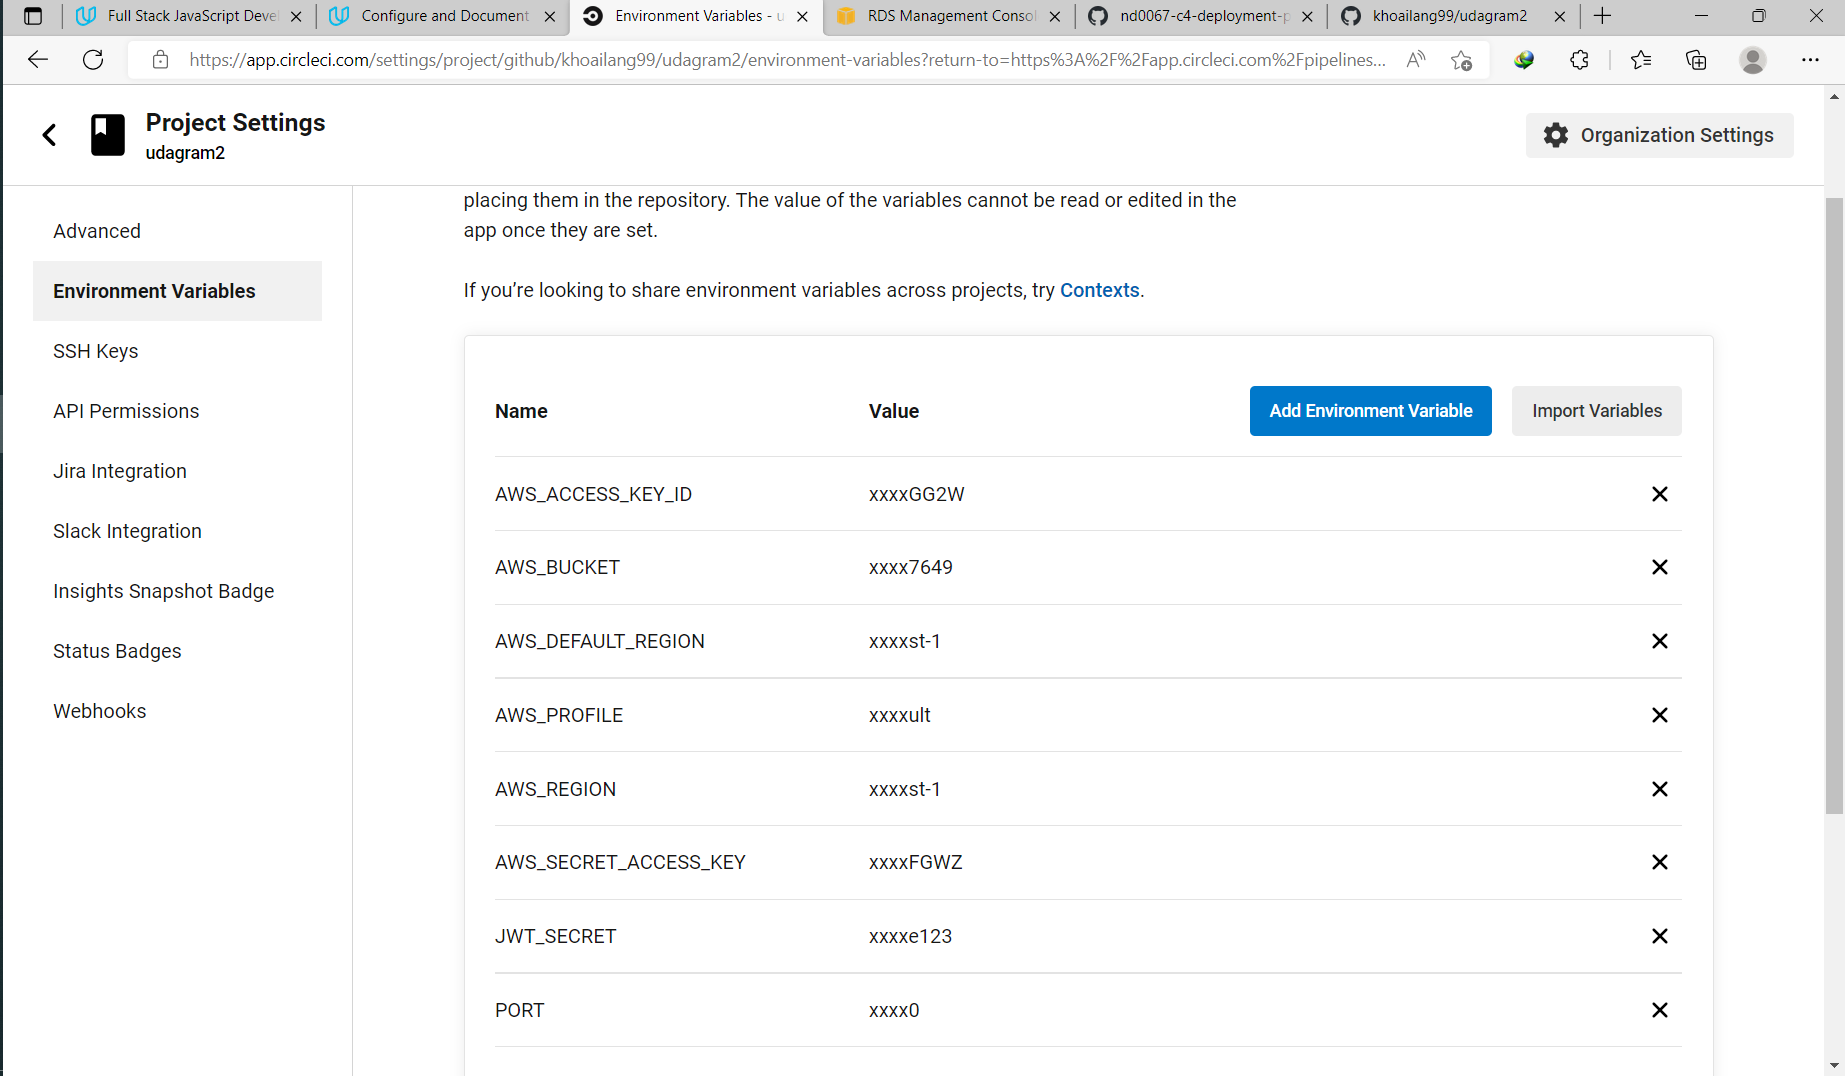 Full Stack JavaScript Deve
Configure and Document
Environment Variables - u
RDS Management Consol
nd0067-c4-deployment-p
khoailang99/udagram2
https://app.circleci.com/settings/project/github/khoailang99/udagram2/environment-variables?return-to=https%3A%2F%2Fapp.circleci.com%2Fpipelines...
Project Settings
udagram2
Organization Settings
Advanced
Environment Variables
SSH Keys
API Permissions
Jira Integration
Slack Integration
Insights Snapshot Badge
Status Badges
Webhooks
placing them in the repository. The value of the variables cannot be read or edited in the
app once they are set.
If you’re looking to share environment variables across projects, try Contexts.
Name Value Add Environment Variable Import Variables
AWS_ACCESS_KEY_ID xxxxGG2W
AWS_BUCKET xxxx7649
AWS_DEFAULT_REGION xxxxst-1
AWS_PROFILE xxxxult
AWS_REGION xxxxst-1
AWS_SECRET_ACCESS_KEY xxxxFGWZ
JWT_SECRET xxxxe123
PORT xxxx0